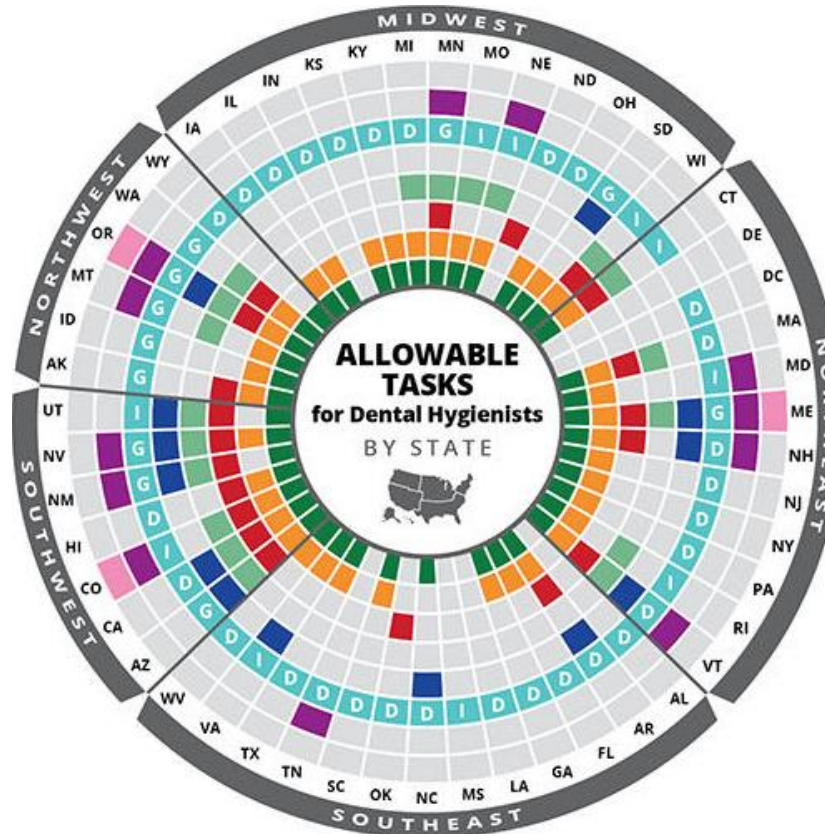 MIDWEST
IA
IL
IN
KS
KY
MI
MN
MO
NE
ND
OH
SD
WI
NORTHEAST
CT
DE
DC
MA
MD
ME
NH
NJ
NY
PA
RI
VT
SOUTHEAST
AL
AR
FL
GA
LA
MS
NC
OK
SC
TN
TX
VA
WV
SOUTHWEST
AZ
CA
CO
HI
NM
NV
UT
NORTHWEST
AK
ID
MT
OR
WA
WY
D D D D D D D G I I D D G I I
D D I G D D D D I D
D D D D D I D D D D D I D
G D I D G G I
G G G G G
ALLOWABLE
TASKS
for Dental Hygienists
BY STATE